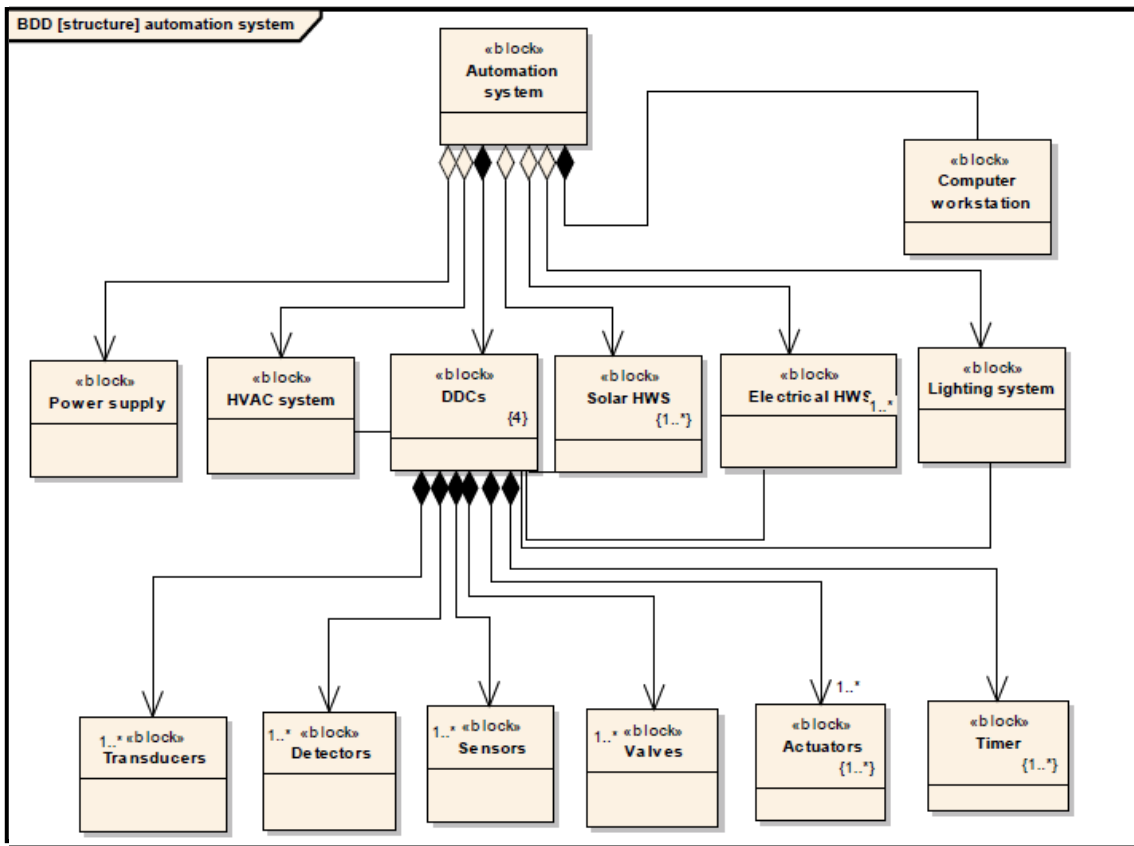 BDD [structure] automation system
«block»
Automation
system
«block»
Computer
workstation
«block»
Power supply
«block»
HVAC system
«block»
DDCs
{4}
«block»
Solar HWS
{1..*}
«block»
Electrical HWS
1..*
«block»
Lighting system
1..* «block»
Transducers
1..* «block»
Detectors
1..* «block»
Sensors
1..* «block»
Valves
1..*
«block»
Actuators
{1..*}
«block»
Timer
{1..*}